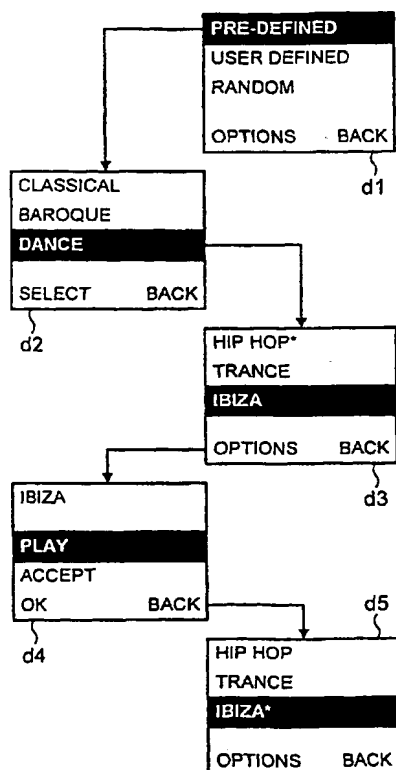 PRE-DEFINED
USER DEFINED
RANDOM
OPTIONS BACK
d1
CLASSICAL
BAROQUE
DANCE
SELECT BACK
d2
HIP HOP*
TRANCE
IBIZA
OPTIONS BACK
d3
IBIZA
PLAY
ACCEPT
OK BACK
d4
d5
HIP HOP
TRANCE
IBIZA*
OPTIONS BACK